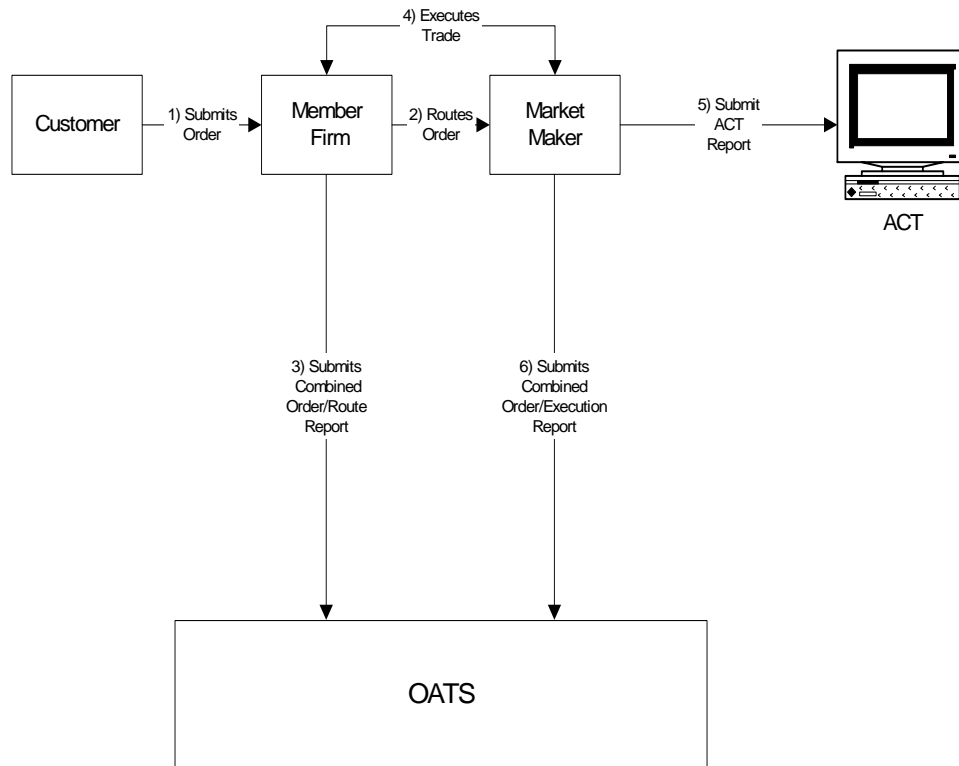 4) Executes
Trade
Customer
1) Submits
Order
Member
Firm
2) Routes
Order
Market
Maker
5) Submit
ACT
Report
ACT
3) Submits
Combined
Order/Route
Report
6) Submits
Combined
Order/Execution
Report
OATS